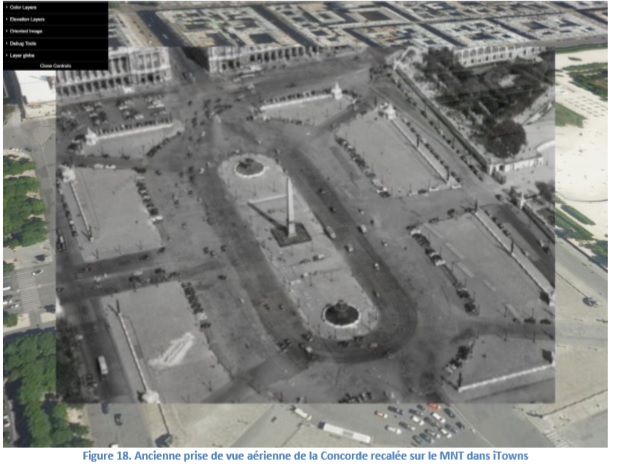 Color Layers
Elevation Layers
Oriented Image
Debug Tools
Layer globe
Close Controls
Figure 18. Ancienne prise de vue aérienne de la Concorde recalée sur le MNT dans iTowns